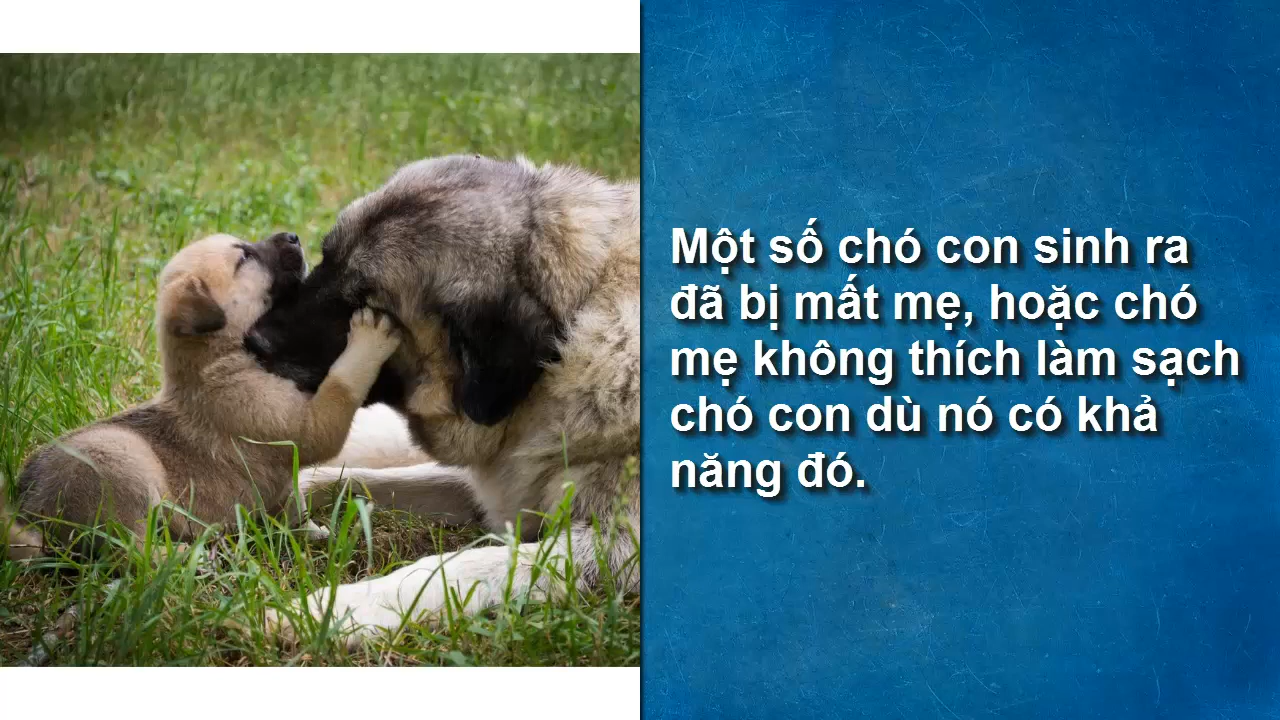 Một số chó con sinh ra
đã bị mất mẹ, hoặc chó
mẹ không thích làm sạch
chó con dù nó có khả
năng đó.